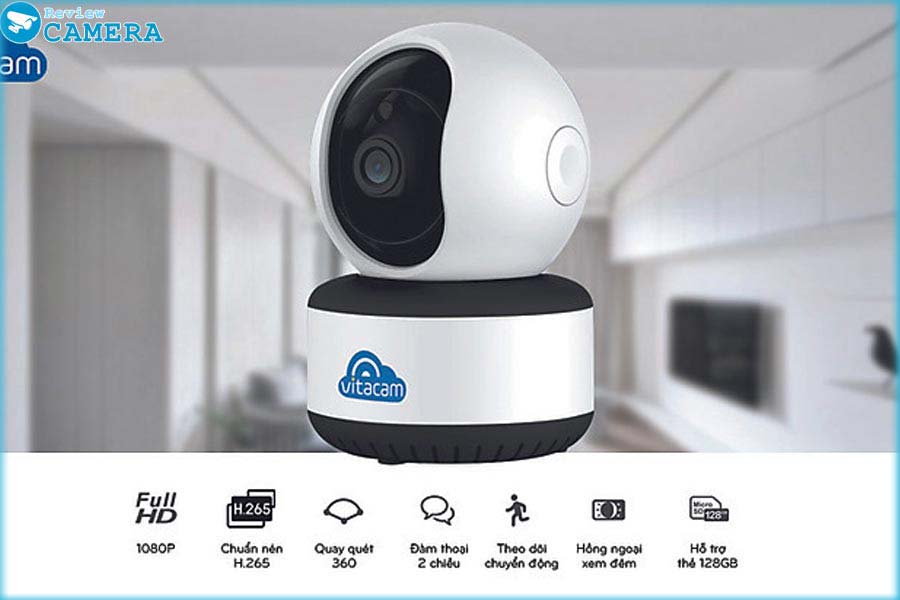 Review
CAMERA
am
vitacam
Full
HD
H.265
Micro
SD
128
1080P
Chuẩn nén
H.265
Quay quét
360
Đàm thoại
2 chiều
Theo dõi
chuyển động
Hồng ngoại
xem đêm
Hỗ trợ
thẻ 128GB